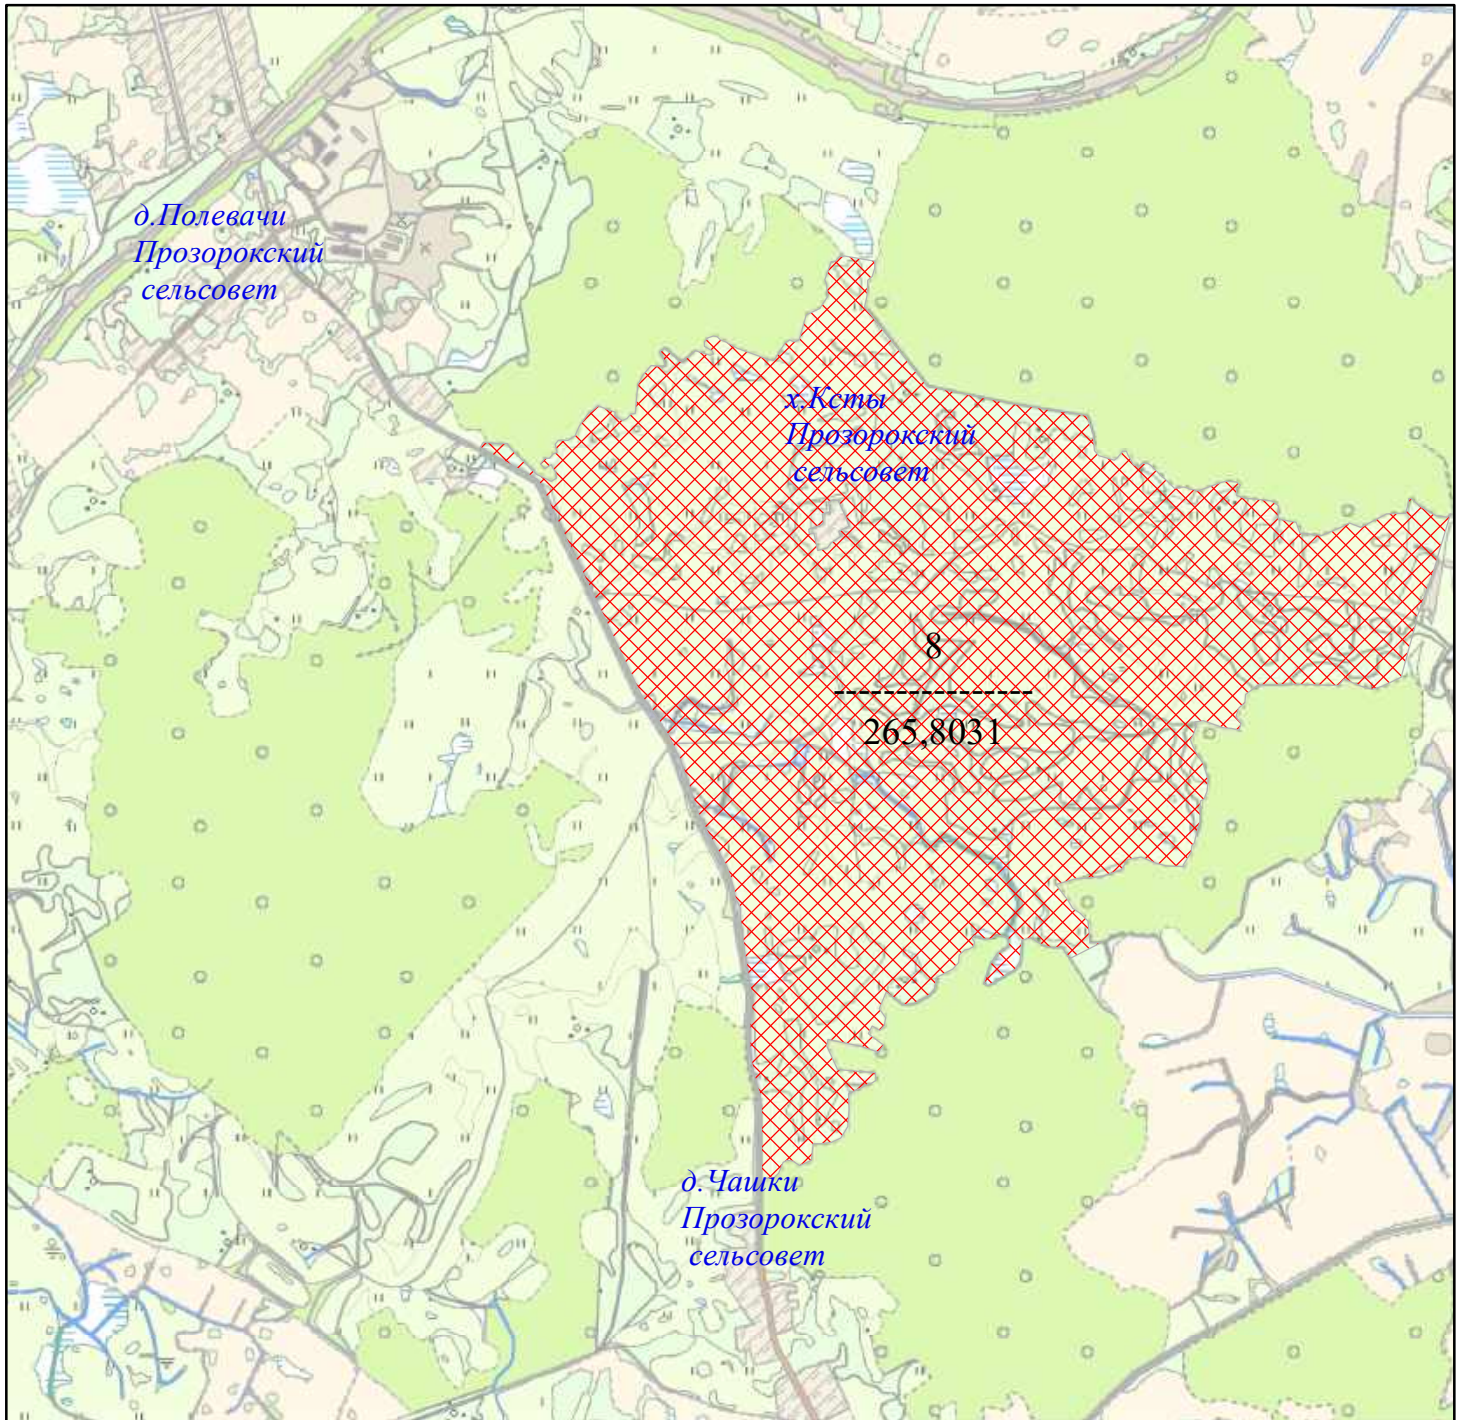 д.Полевачи
Прозорокский
сельсовет
х.Ксты
Прозорокский
сельсовет
8
265,8031
д.Чашки
Прозорокский
сельсовет